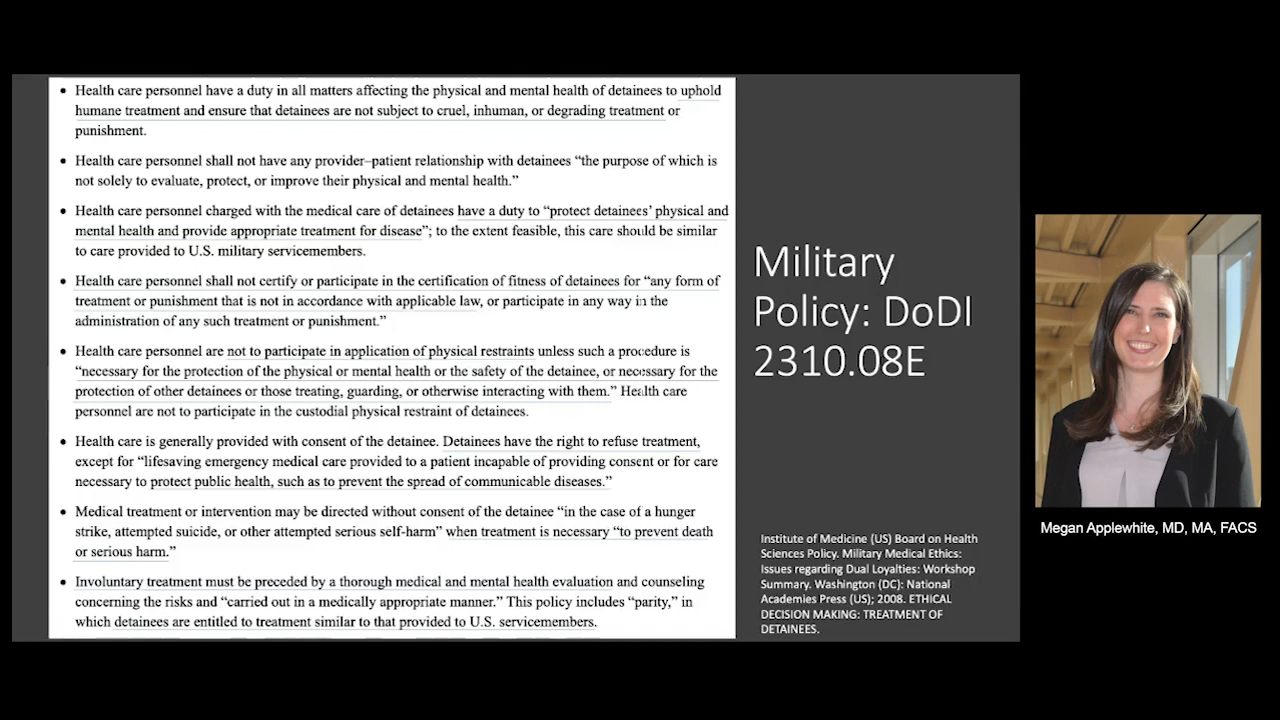 • Health care personnel have a duty in all matters affecting the physical and mental health of detainees to uphold
humane treatment and ensure that detainees are not subject to cruel, inhuman, or degrading treatment or
punishment.
• Health care personnel shall not have any provider–patient relationship with detainees “the purpose of which is
not solely to evaluate, protect, or improve their physical and mental health.”
• Health care personnel charged with the medical care of detainees have a duty to “protect detainees’ physical and
mental health and provide appropriate treatment for disease”; to the extent feasible, this care should be similar
to care provided to U.S. military servicemembers.
• Health care personnel shall not certify or participate in the certification of fitness of detainees for “any form of
treatment or punishment that is not in accordance with applicable law, or participate in any way in the
administration of any such treatment or punishment.”
• Health care personnel are not to participate in application of physical restraints unless such a procedure is
“necessary for the protection of the physical or mental health or the safety of the detainee, or necessary for the
protection of other detainees or those treating, guarding, or otherwise interacting with them.” Health care
personnel are not to participate in the custodial physical restraint of detainees.
• Health care is generally provided with consent of the detainee. Detainees have the right to refuse treatment,
except for “lifesaving emergency medical care provided to a patient incapable of providing consent or for care
necessary to protect public health, such as to prevent the spread of communicable diseases.”
• Medical treatment or intervention may be directed without consent of the detainee “in the case of a hunger
strike, attempted suicide, or other attempted serious self-harm” when treatment is necessary “to prevent death
or serious harm.”
• Involuntary treatment must be preceded by a thorough medical and mental health evaluation and counseling
concerning the risks and “carried out in a medically appropriate manner.” This policy includes “parity,” in
which detainees are entitled to treatment similar to that provided to U.S. servicemembers.
Military
Policy: DoDI
2310.08E
Institute of Medicine (US) Board on Health
Sciences Policy. Military Medical Ethics:
Issues regarding Dual Loyalties: Workshop
Summary. Washington (DC): National
Academies Press (US); 2008. ETHICAL
DECISION MAKING: TREATMENT OF
DETAINEES.
Megan Applewhite, MD, MA, FACS